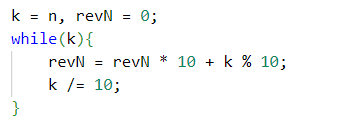 k = n, revN = 0;
while(k){
    revN = revN * 10 + k % 10;
    k /= 10;
}